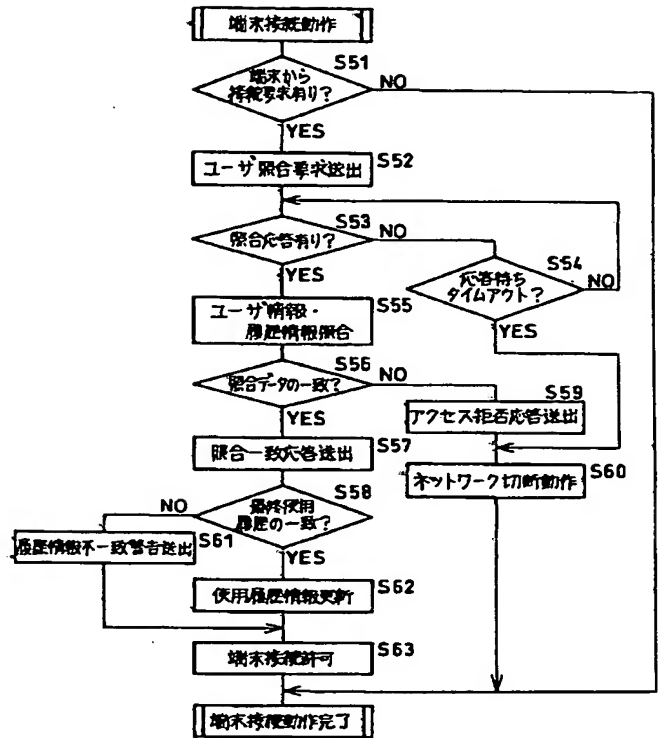 端末接続動作
S51
端末から
接続要求有り?
NO
YES
ユーザ照合要求送出
S52
S53
照合応答有り?
NO
YES
S54
応答待ち
タイムアウト?
NO
YES
ユーザ情報・
履歴情報照合
S55
S56
照合データの一致?
NO
YES
S59
アクセス拒否応答送出
照合一致応答送出
S57
ネットワーク切断動作
S60
S58
最終使用
履歴の一致?
NO
YES
履歴情報不一致警告送出
S61
使用履歴情報更新
S62
端末接続許可
S63
端末接続動作完了